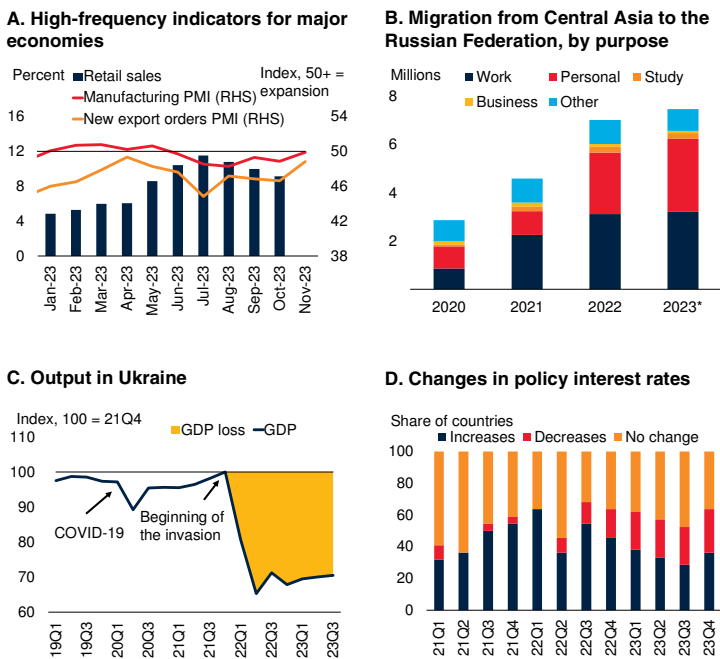 A. High-frequency indicators for major
economies
Percent
Retail sales
Index, 50+ =
expansion
Manufacturing PMI (RHS)
New export orders PMI (RHS)
16
12
8
4
0
54
50
46
42
38
Jan-23
Feb-23
Mar-23
Apr-23
May-23
Jun-23
Jul-23
Aug-23
Sep-23
Oct-23
Nov-23
B. Migration from Central Asia to the
Russian Federation, by purpose
Millions
Work
Personal
Study
Business
Other
8
6
4
2
2020
2021
2022
2023*
C. Output in Ukraine
Index, 100 = 21Q4
GDP loss
GDP
110
100
90
80
70
60
COVID-19
Beginning of
the invasion
19Q1
19Q3
20Q1
20Q3
21Q1
21Q3
22Q1
22Q3
23Q1
23Q3
D. Changes in policy interest rates
Share of countries
Increases
Decreases
No change
100
80
60
40
20
0
21Q1
21Q2
21Q3
21Q4
22Q1
22Q2
22Q3
22Q4
23Q1
23Q2
23Q3
23Q4